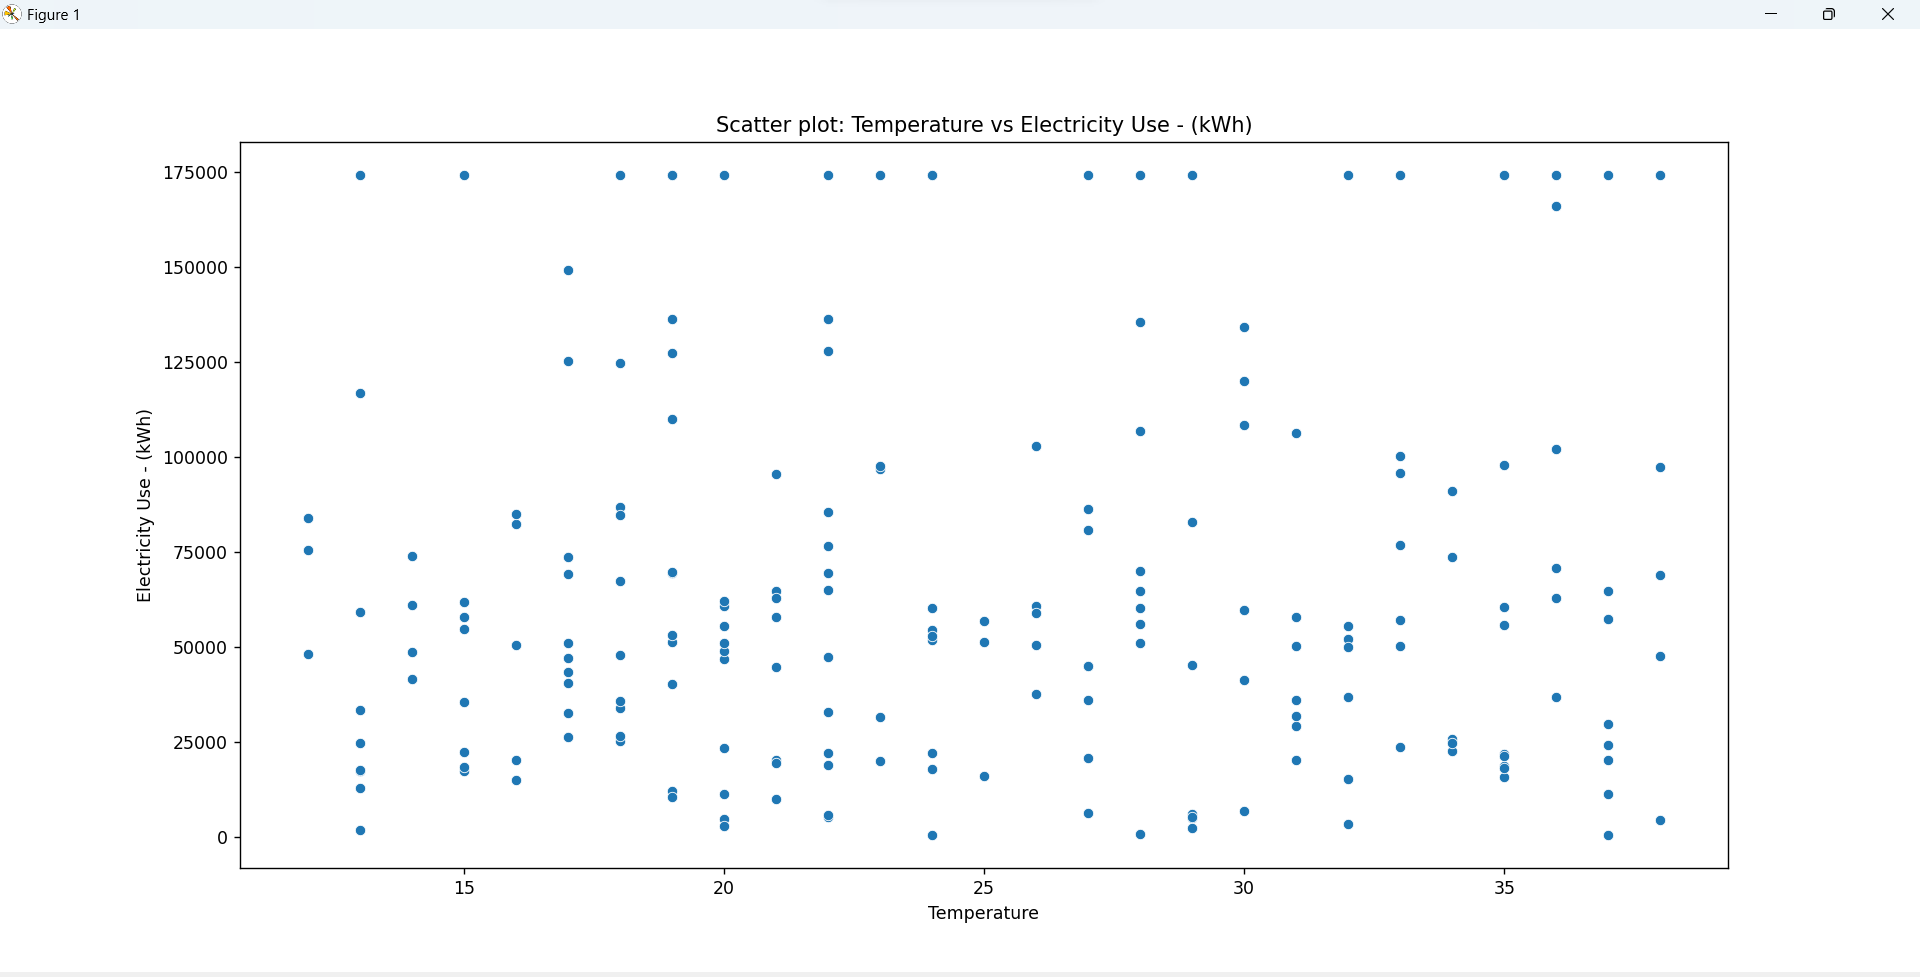 Figure 1
Scatter plot: Temperature vs Electricity Use - (kWh)
175000
150000
125000
100000
75000
50000
25000
0
Electricity Use - (kWh)
15 20 25 30 35
Temperature